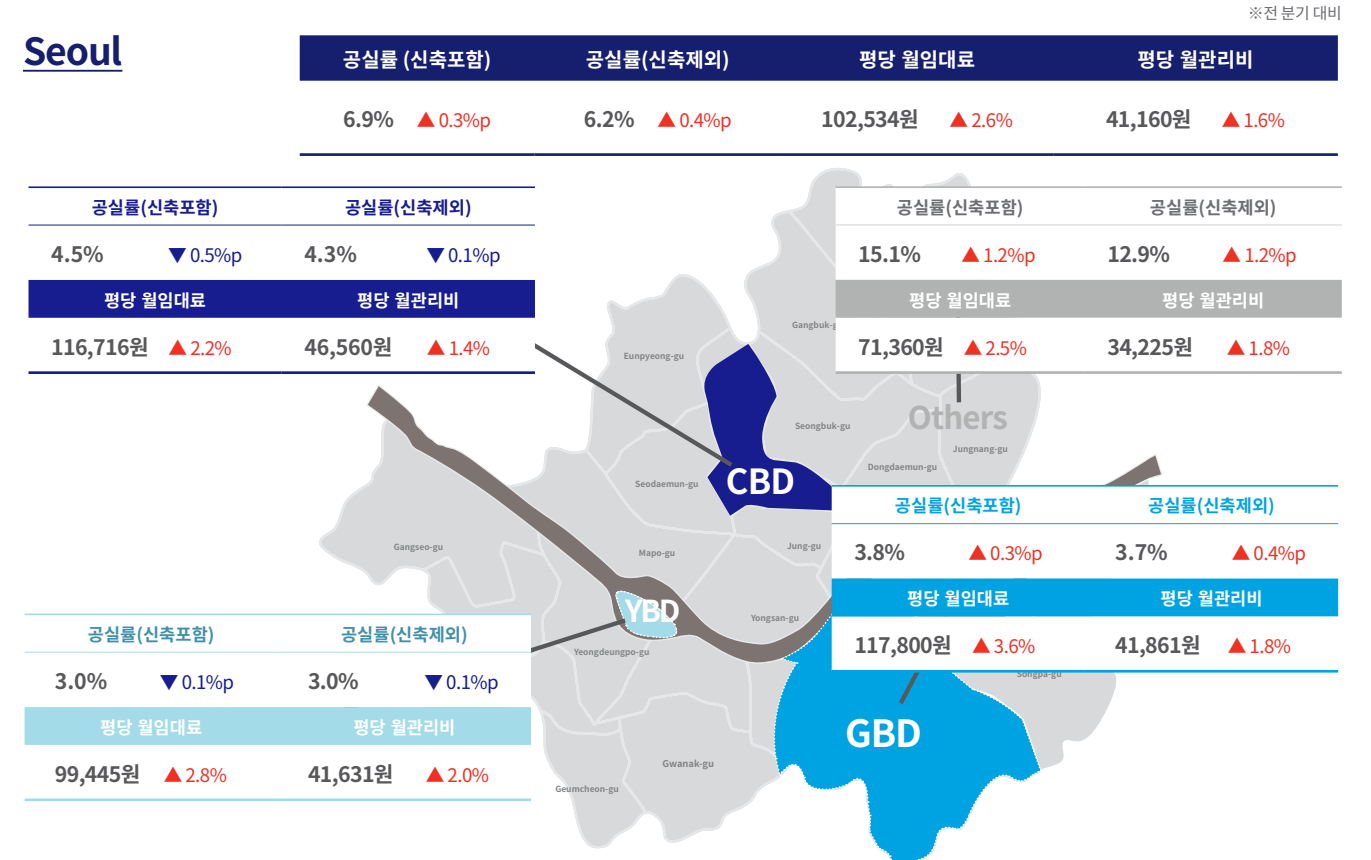 ※전 분기 대비
Seoul
공실률 (신축포함) 공실률(신축제외) 평당 월임대료 평당 월관리비
6.9% ▲0.3%p 6.2% ▲0.4%p 102,534원 ▲2.6% 41,160원 ▲1.6%
공실률(신축포함) 공실률(신축제외)
4.5% ▼0.5%p 4.3% ▼0.1%p
평당 월임대료 평당 월관리비
116,716원 ▲2.2% 46,560원 ▲1.4%
공실률(신축포함) 공실률(신축제외)
15.1% ▲1.2%p 12.9% ▲1.2%p
평당 월임대료 평당 월관리비
71,360원 ▲2.5% 34,225원 ▲1.8%
Gangbuk-g
Eunpyeong-gu
Others
Seongbuk-gu
Jungnang-gu
Dongdaemun-gu
CBD
Seodaemun-gu
공실률(신축포함) 공실률(신축제외)
3.8% ▲0.3%p 3.7% ▲0.4%p
평당 월임대료 평당 월관리비
117,800원 ▲3.6% 41,861원 ▲1.8%
Gangseo-gu
Mapo-gu
Jung-gu
YBD
Yongsan-gu
Yeongdeungpo-gu
Songpa-gu
공실률(신축포함) 공실률(신축제외)
3.0% ▼0.1%p 3.0% ▼0.1%p
평당 월임대료 평당 월관리비
99,445원 ▲2.8% 41,631원 ▲2.0%
GBD
Gwanak-gu
Geumcheon-gu